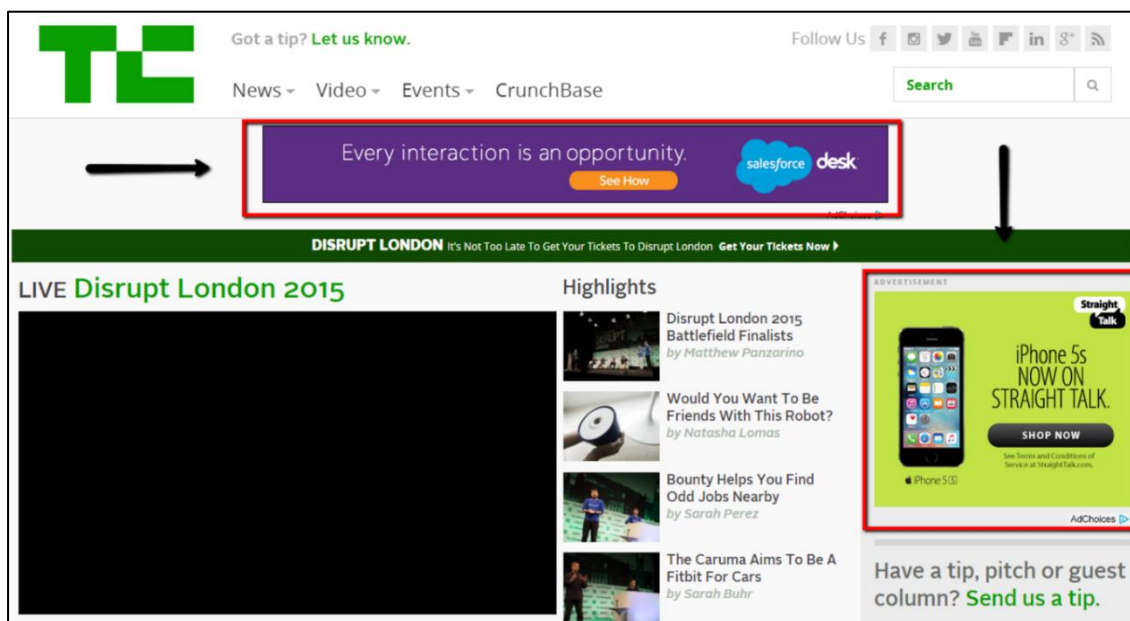 TC
Got a tip? Let us know.
Follow Us
News Video Events CrunchBase
Search
Every interaction is an opportunity.
See How
salesforce desk
AdChoices
DISRUPT LONDON It's Not Too Late To Get Your Tickets To Disrupt London Get Your Tickets Now
LIVE Disrupt London 2015
Highlights
Disrupt London 2015
Battlefield Finalists
by Matthew Panzarino
Would You Want To Be
Friends With This Robot?
by Natasha Lomas
Bounty Helps You Find
Odd Jobs Nearby
by Sarah Perez
The Caruma Aims To Be A
Fitbit For Cars
by Sarah Buhr
ADVERTISEMENT
Straight
Talk
iPhone 5s
NOW ON
STRAIGHT TALK.
SHOP NOW
See Terms and Conditions of
Service at StraightTalk.com.
iPhone 5S
AdChoices
Have a tip, pitch or guest
column? Send us a tip.